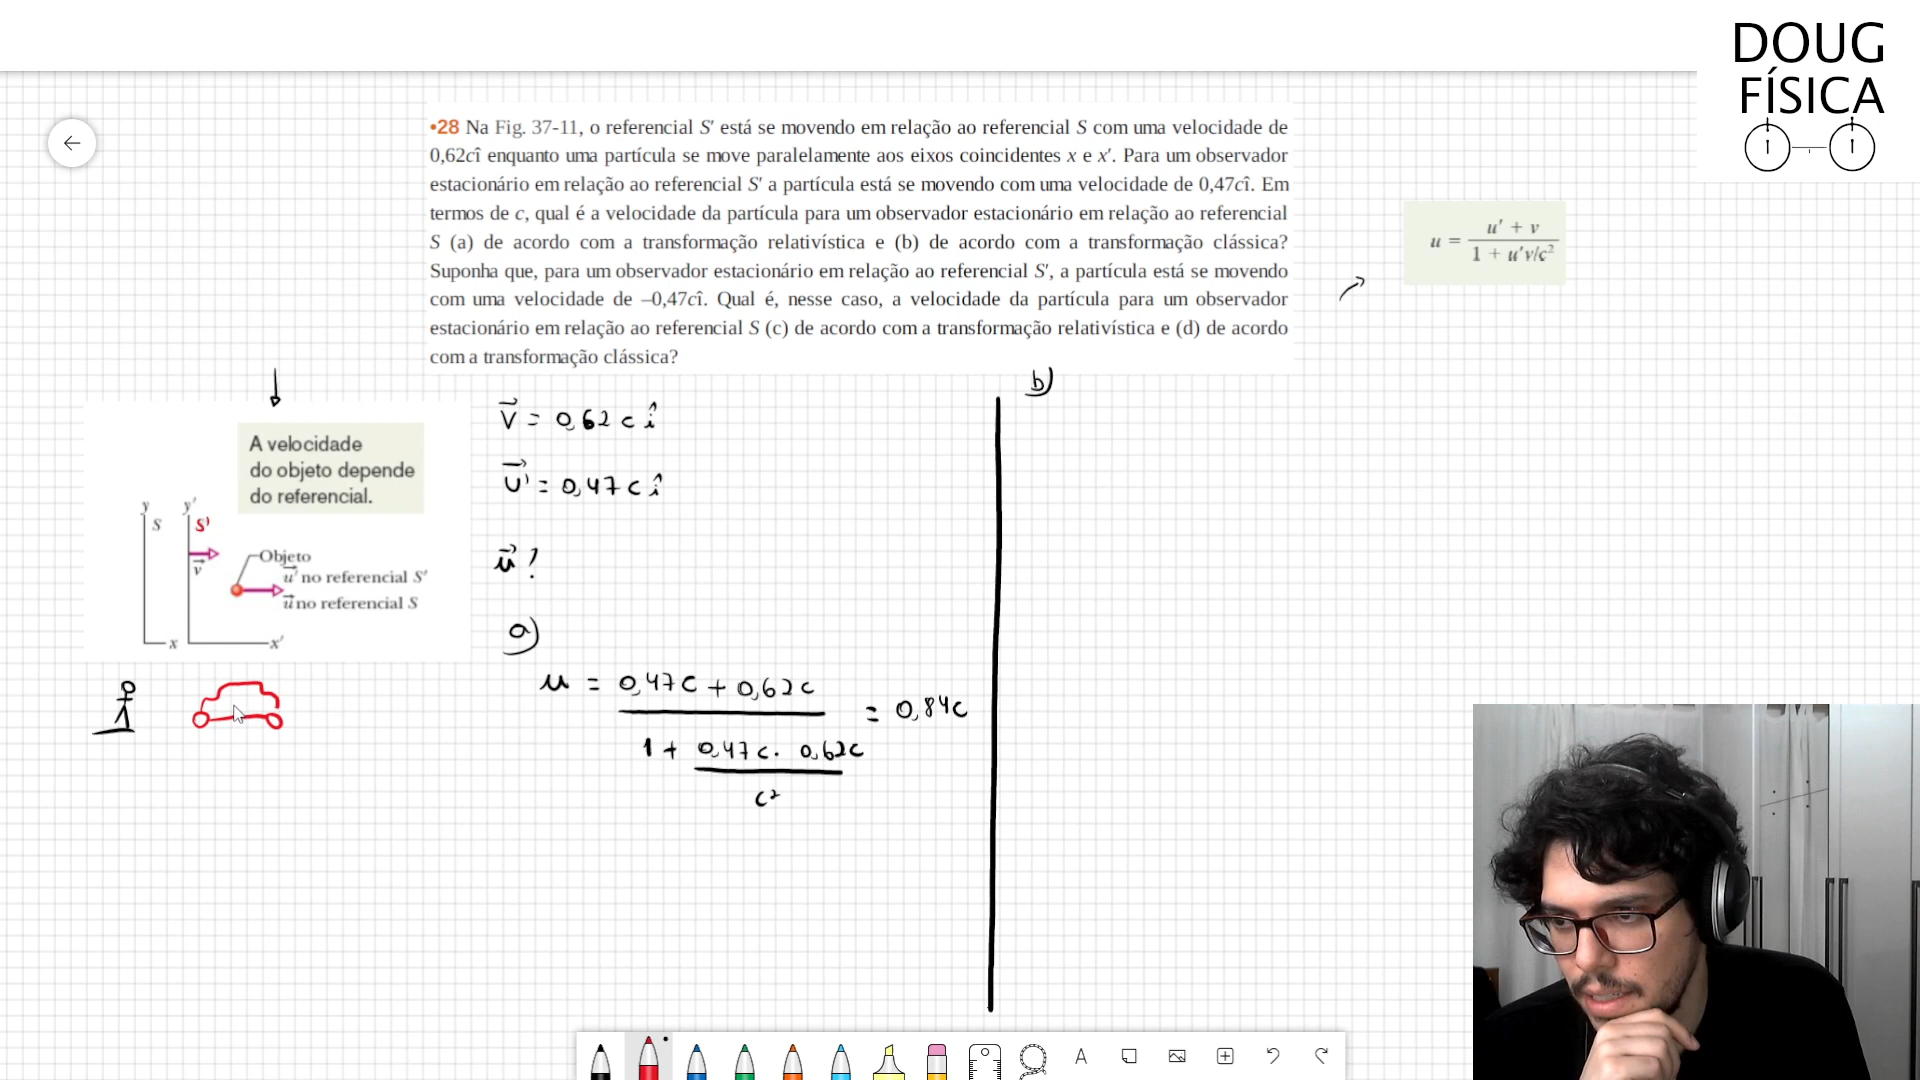 DOUG
FÍSICA
•28 Na Fig. 37-11, o referencial S' está se movendo em relação ao referencial S com uma velocidade de
0,62cî enquanto uma partícula se move paralelamente aos eixos coincidentes x e x'. Para um observador
estacionário em relação ao referencial S' a partícula está se movendo com uma velocidade de 0,47cî. Em
termos de c, qual é a velocidade da partícula para um observador estacionário em relação ao referencial
S (a) de acordo com a transformação relativística e (b) de acordo com a transformação clássica?
Suponha que, para um observador estacionário em relação ao referencial S', a partícula está se movendo
com uma velocidade de –0,47cî. Qual é, nesse caso, a velocidade da partícula para um observador
estacionário em relação ao referencial S (c) de acordo com a transformação relativística e (d) de acordo
com a transformação clássica?
u = u' + v
1 + u'v/c²
A velocidade
do objeto depende
do referencial.
y y'
S S'
v
Objeto
u' no referencial S'
u no referencial S
x x'
V = 0,62 c î
U' = 0,47 c î
u?
a)
u = 0,47c + 0,62c
= 0,84c
1 + 0,47c . 0,62c
c²
b)
A